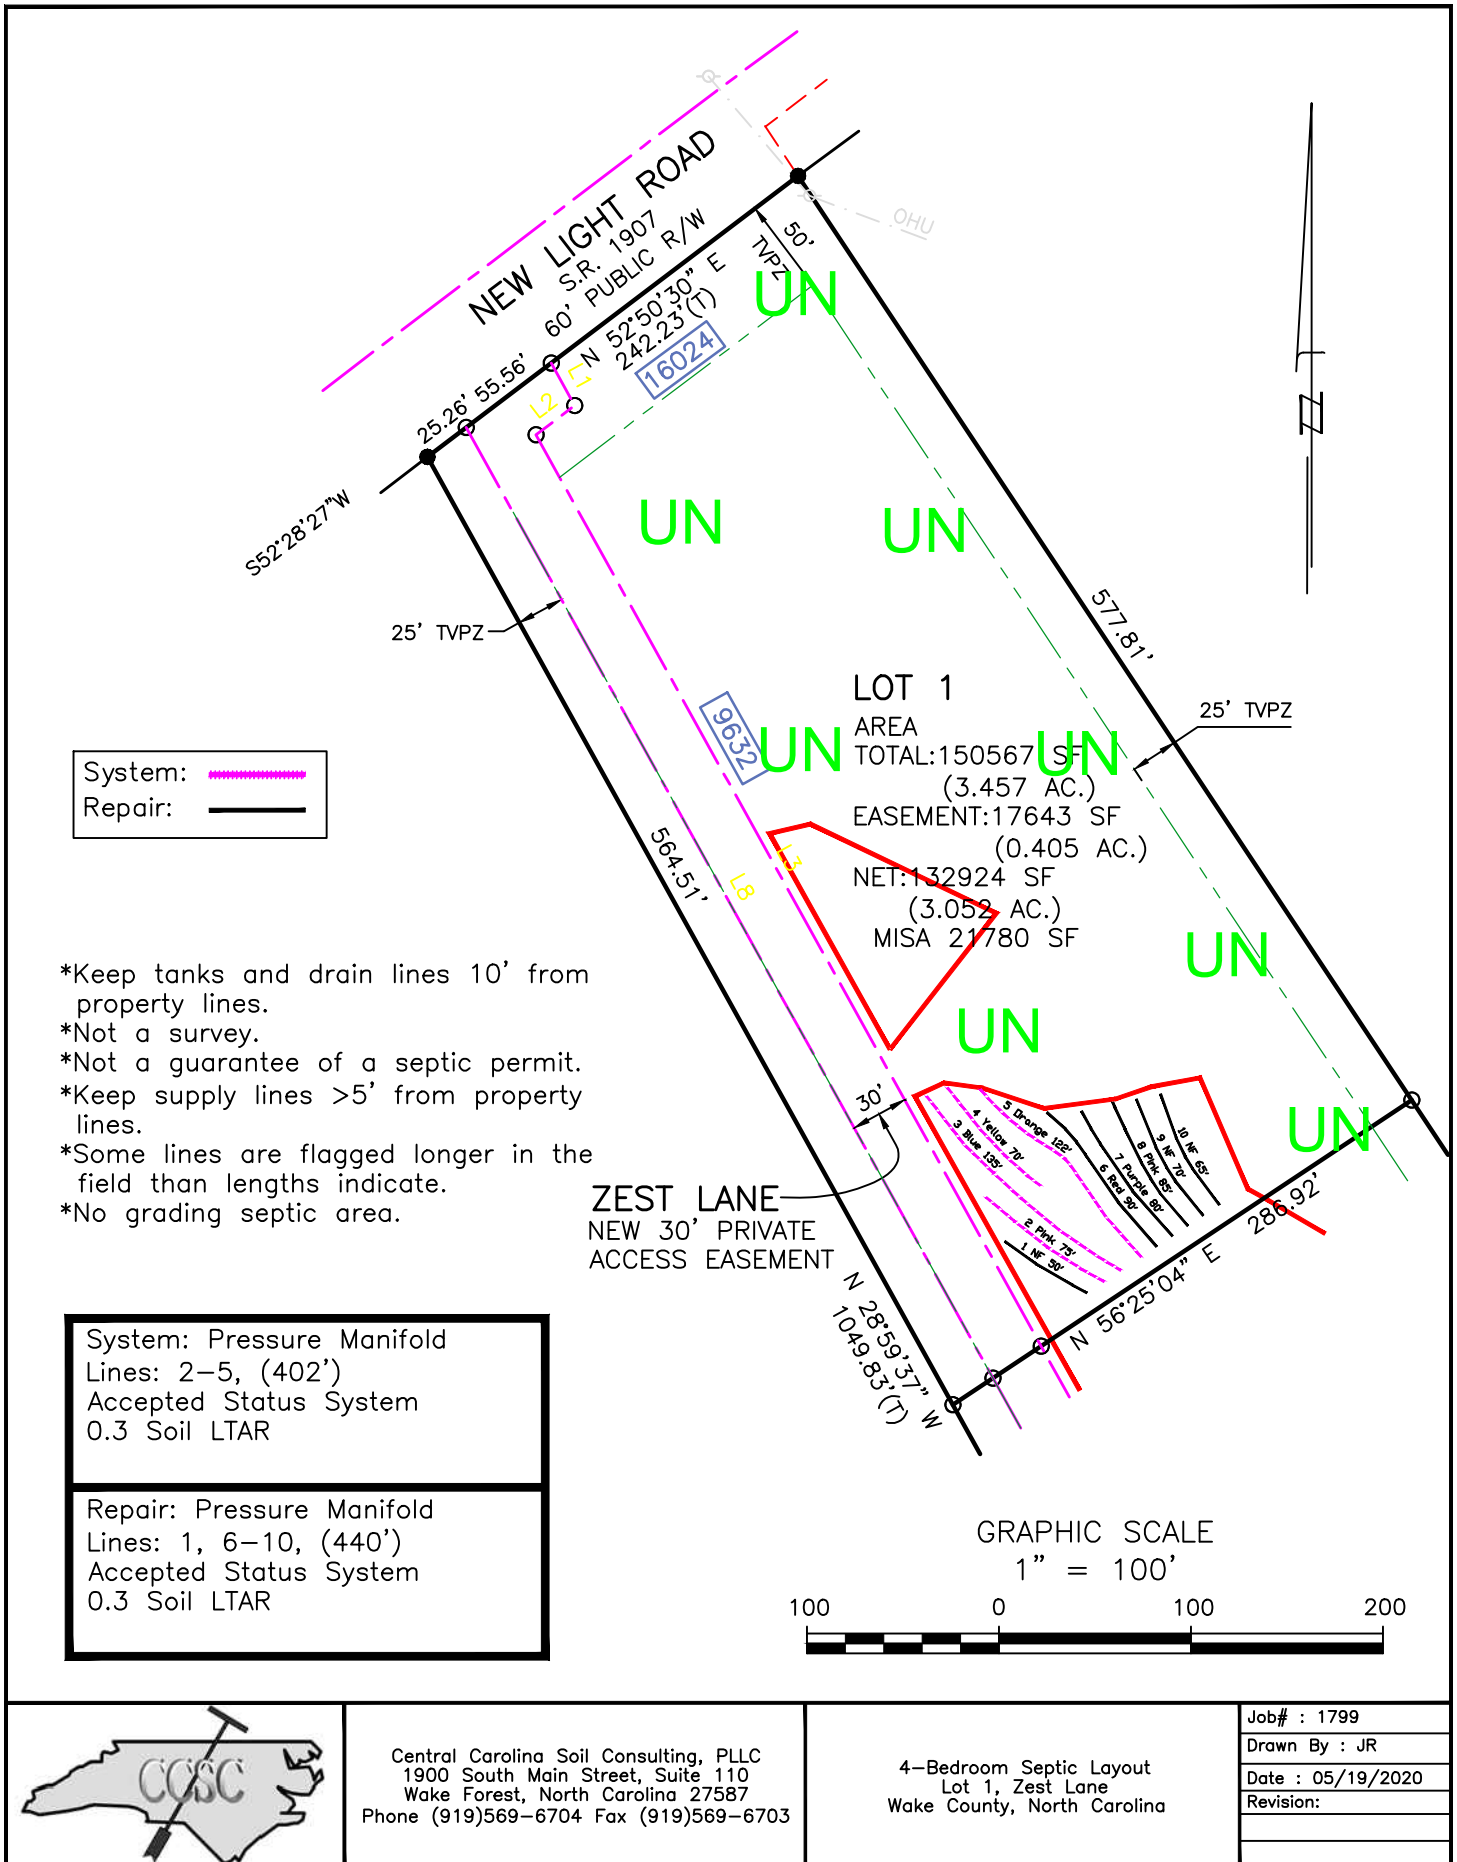 NEW LIGHT ROAD
S.R. 1907
60' PUBLIC R/W
N 52°50'30" E
242.23'(T)
16024
50'
TVPZ
OHU
UN
25.26' 55.56'
L1
L2
S52°28'27"W
N
UN
UN
25' TVPZ
577.81'
25' TVPZ
9632
UN
UN
LOT 1
AREA
TOTAL:150567 SF
(3.457 AC.)
EASEMENT:17643 SF
(0.405 AC.)
NET:132924 SF
(3.052 AC.)
MISA 21780 SF
System:
Repair:
564.51'
L3
L8
UN
UN
UN
*Keep tanks and drain lines 10' from
property lines.
*Not a survey.
*Not a guarantee of a septic permit.
*Keep supply lines >5' from property
lines.
*Some lines are flagged longer in the
field than lengths indicate.
*No grading septic area.
30'
ZEST LANE
NEW 30' PRIVATE
ACCESS EASEMENT
1 NF 50'
2 Pink 75'
3 Blue 135'
4 Yellow 70'
5 Orange 122'
6 Red 90'
7 Purple 80'
8 Pink 85'
9 NF 70'
10 NF 65'
286.92'
N 56°25'04" E
N 28°59'37" W
1049.83'(T)
System: Pressure Manifold
Lines: 2-5, (402')
Accepted Status System
0.3 Soil LTAR
Repair: Pressure Manifold
Lines: 1, 6-10, (440')
Accepted Status System
0.3 Soil LTAR
GRAPHIC SCALE
1" = 100'
100 0 100 200
CCSC
Central Carolina Soil Consulting, PLLC
1900 South Main Street, Suite 110
Wake Forest, North Carolina 27587
Phone (919)569-6704 Fax (919)569-6703
4-Bedroom Septic Layout
Lot 1, Zest Lane
Wake County, North Carolina
Job# : 1799
Drawn By : JR
Date : 05/19/2020
Revision: